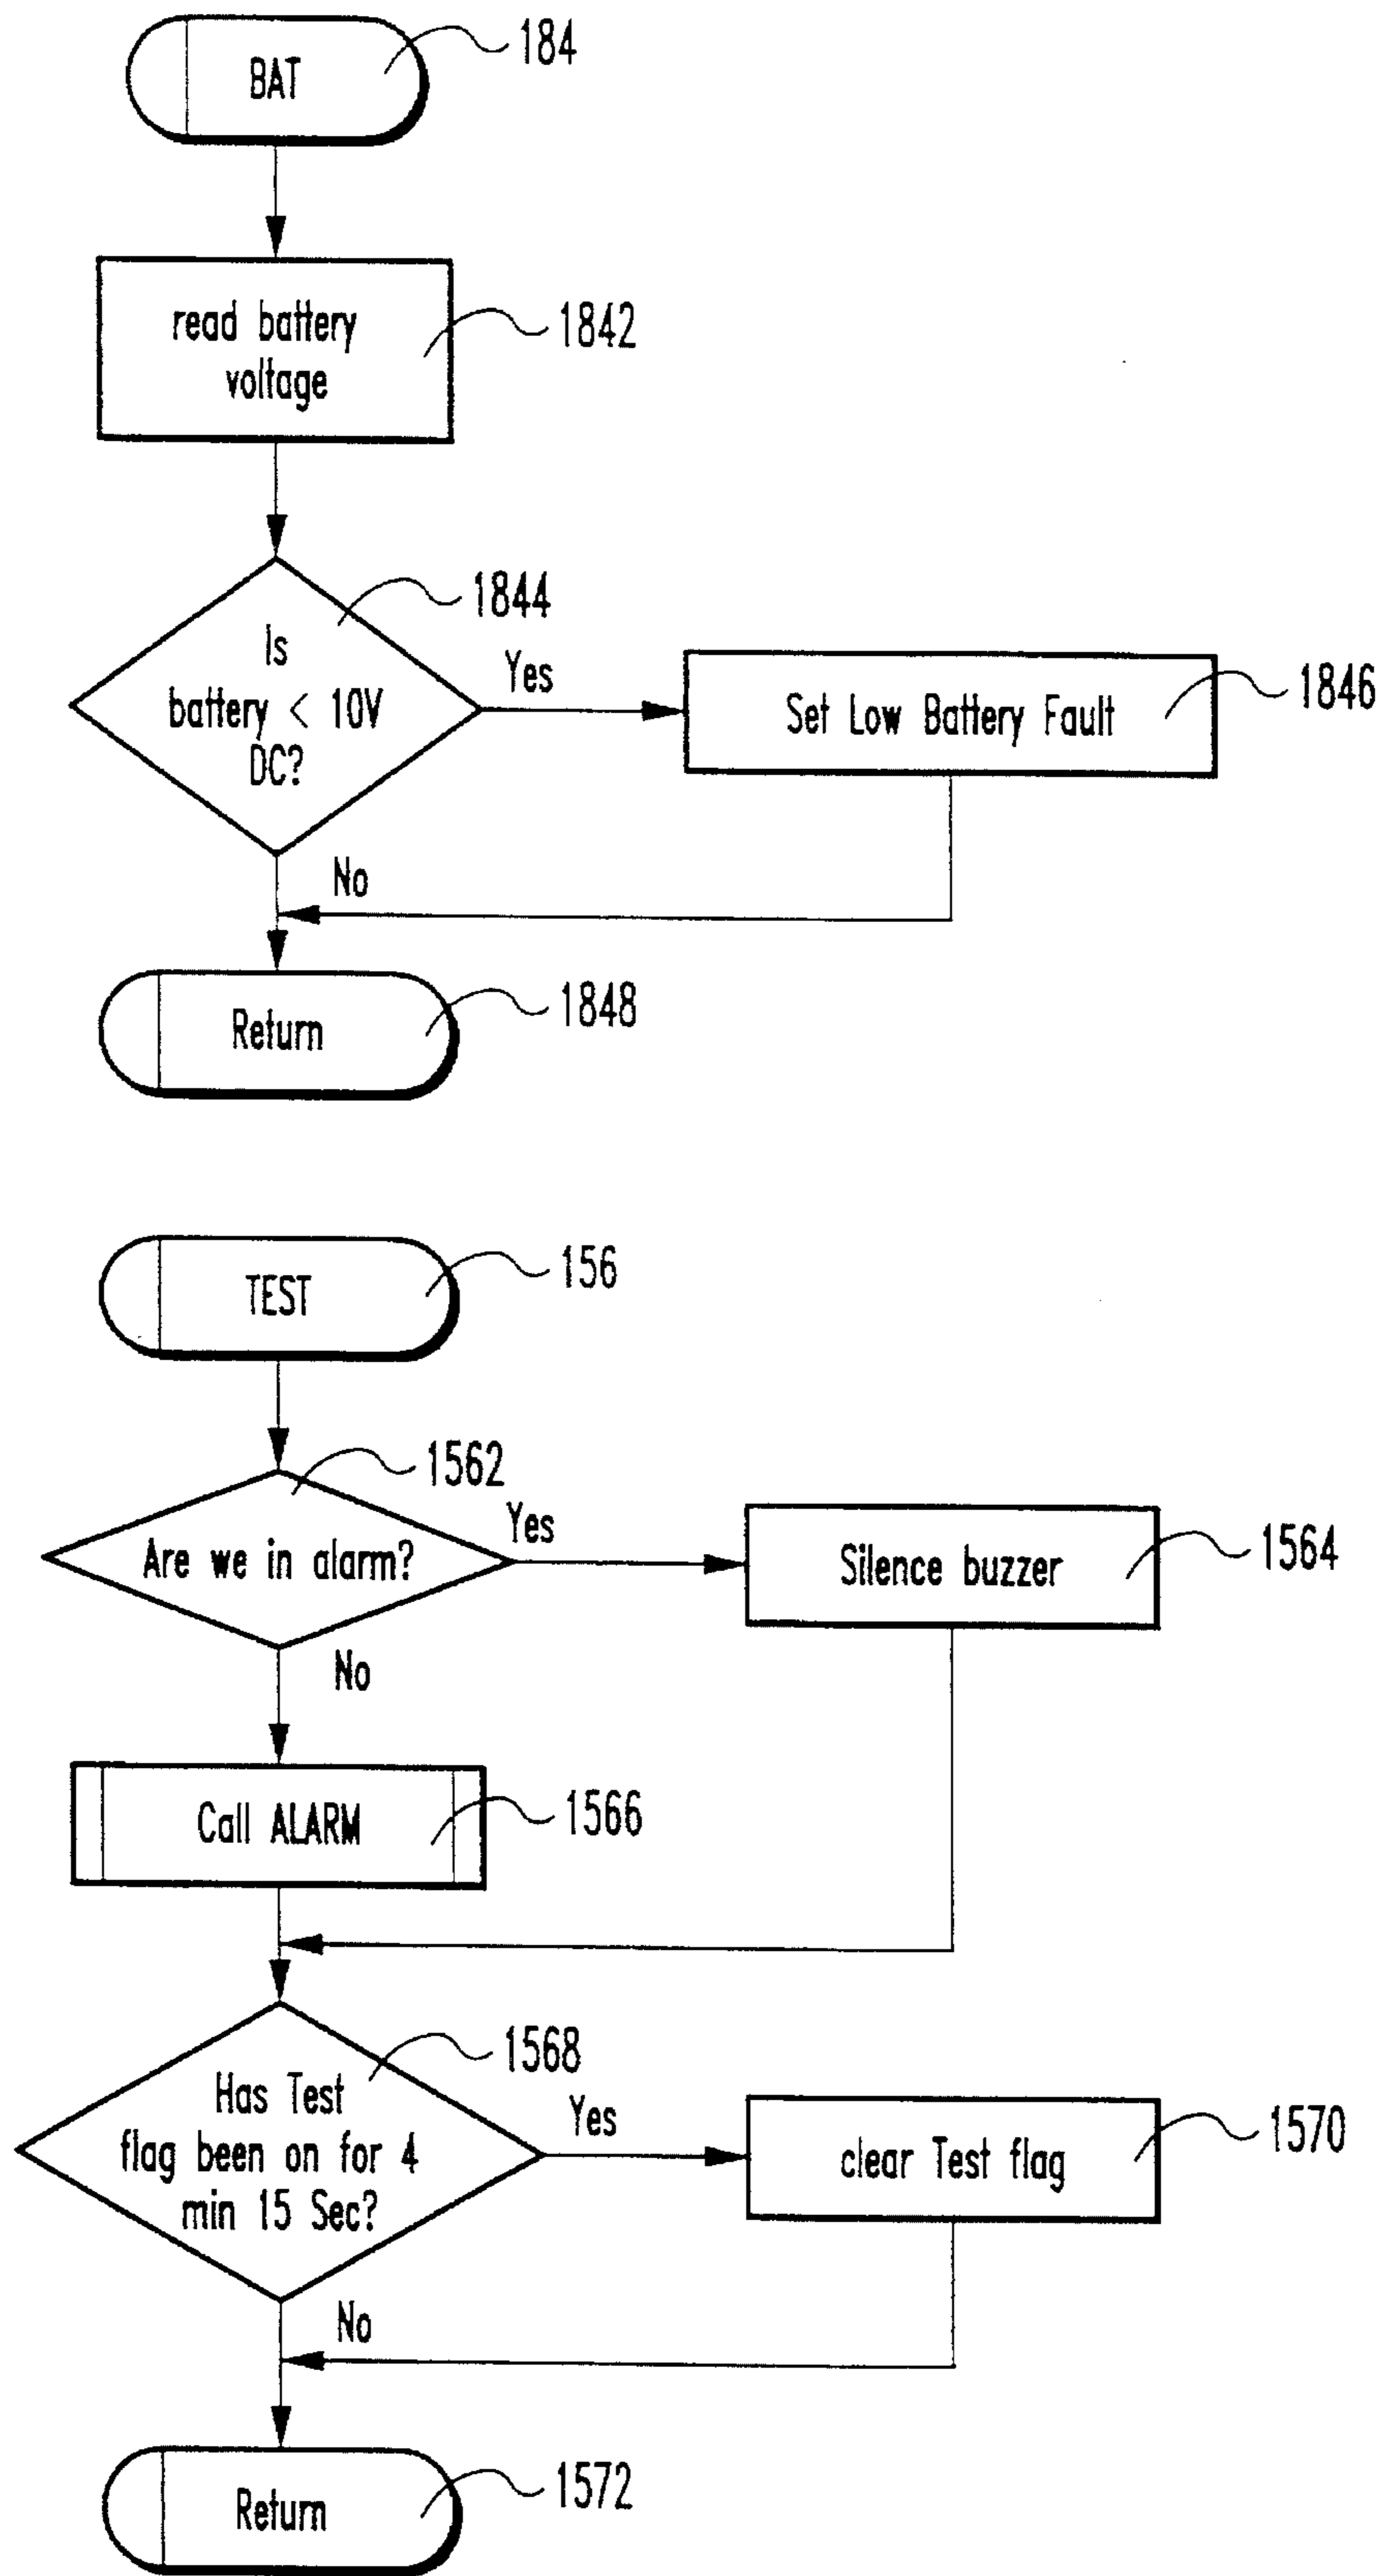 BAT
184
read battery
voltage
1842
1844
Is
battery < 10V
DC?
Yes
Set Low Battery Fault
1846
No
Return
1848
TEST
156
1562
Are we in alarm?
Yes
Silence buzzer
1564
No
Call ALARM
1566
1568
Has Test
flag been on for 4
min 15 Sec?
Yes
clear Test flag
1570
No
Return
1572